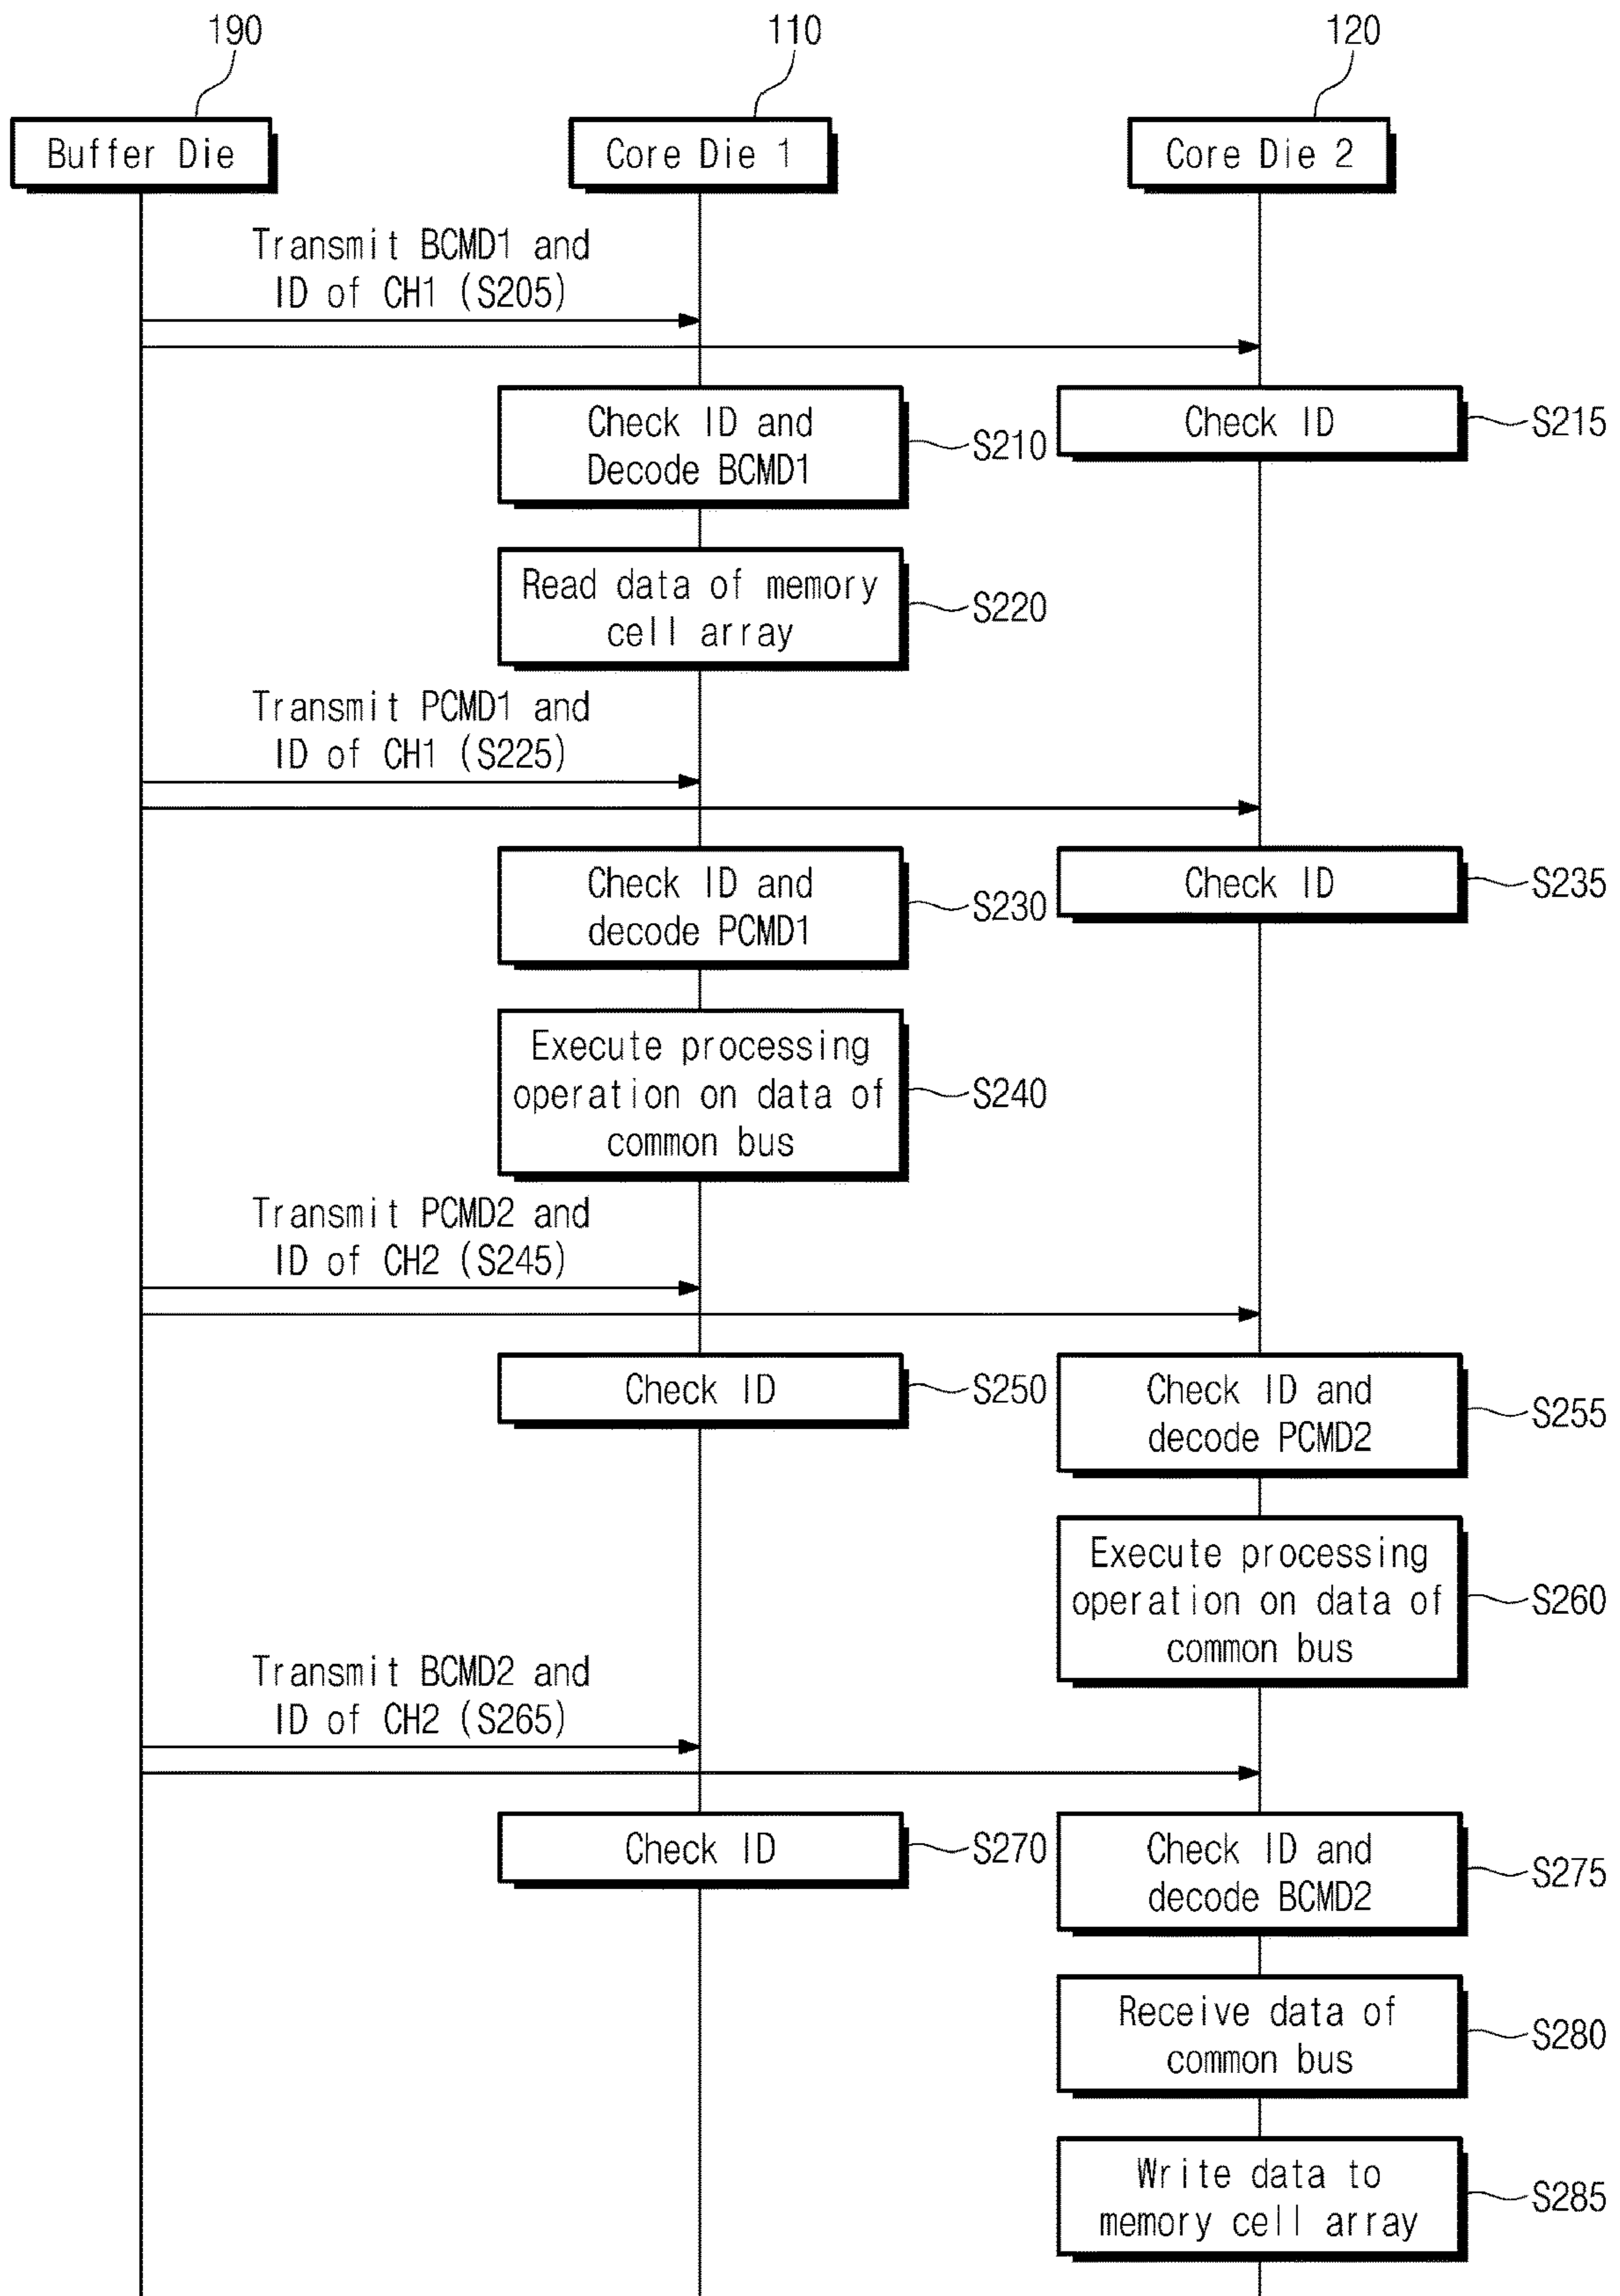 190
110
120
Buffer Die
Core Die 1
Core Die 2
Transmit BCMD1 and
ID of CH1 (S205)
Check ID and
Decode BCMD1
S210
Check ID
S215
Read data of memory
cell array
S220
Transmit PCMD1 and
ID of CH1 (S225)
Check ID and
decode PCMD1
S230
Check ID
S235
Execute processing
operation on data of
common bus
S240
Transmit PCMD2 and
ID of CH2 (S245)
Check ID
S250
Check ID and
decode PCMD2
S255
Execute processing
operation on data of
common bus
S260
Transmit BCMD2 and
ID of CH2 (S265)
Check ID
S270
Check ID and
decode BCMD2
S275
Receive data of
common bus
S280
Write data to
memory cell array
S285